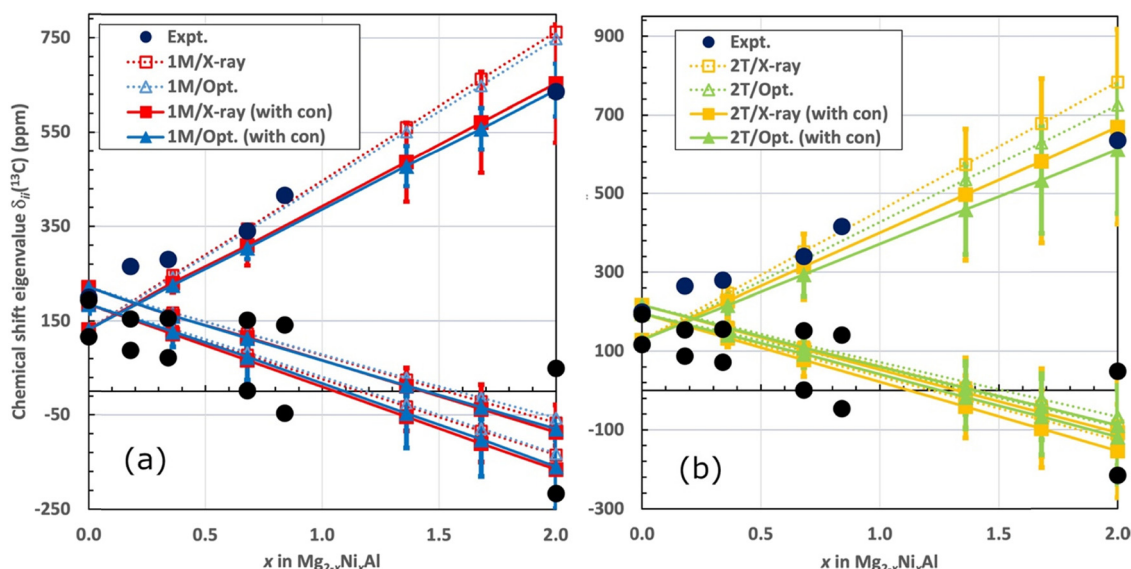 Chemical shift eigenvalue δii(13C) (ppm)
750
550
350
150
-50
-250
Expt.
1M/X-ray
1M/Opt.
1M/X-ray (with con)
1M/Opt. (with con)
(a)
0.0 0.5 1.0 1.5 2.0
x in Mg2-xNixAl
900
700
500
300
100
-100
-300
Expt.
2T/X-ray
2T/Opt.
2T/X-ray (with con)
2T/Opt. (with con)
(b)
0.0 0.5 1.0 1.5 2.0
x in Mg2-xNixAl